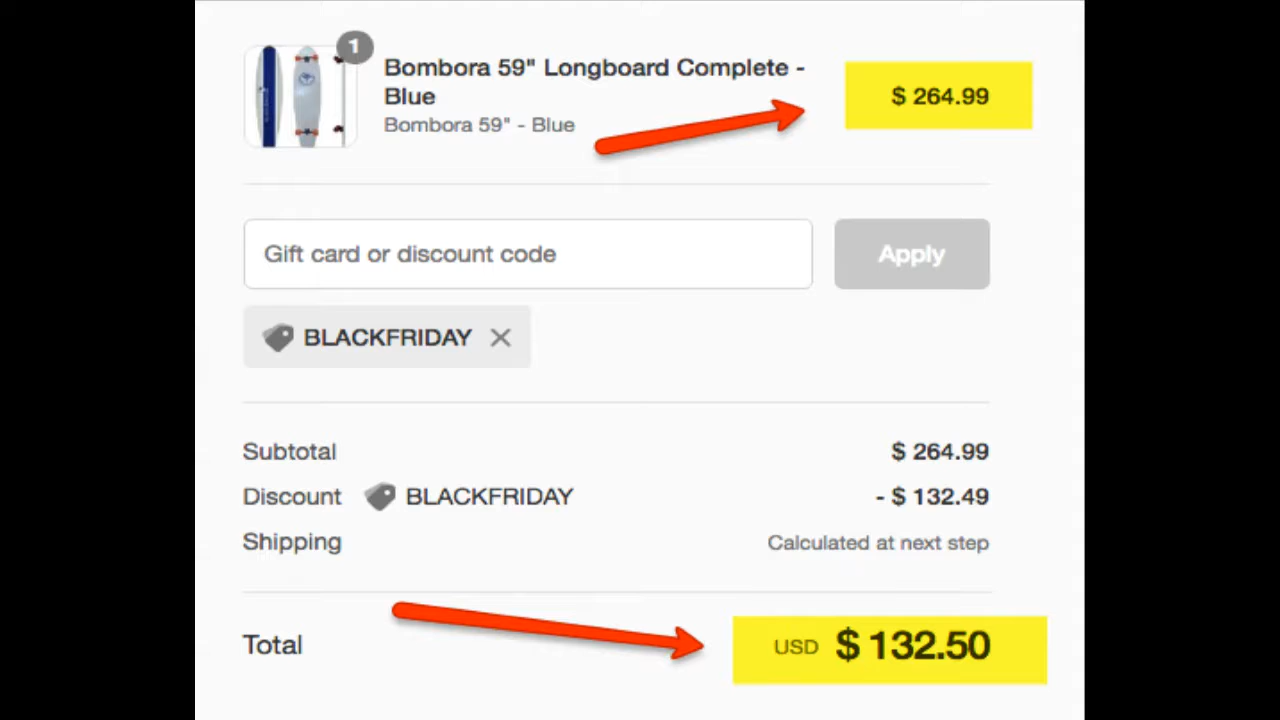 1
Bombora 59" Longboard Complete -
Blue
Bombora 59" - Blue
$ 264.99
Gift card or discount code
Apply
BLACKFRIDAY
Subtotal $ 264.99
Discount BLACKFRIDAY - $ 132.49
Shipping Calculated at next step
Total USD $ 132.50